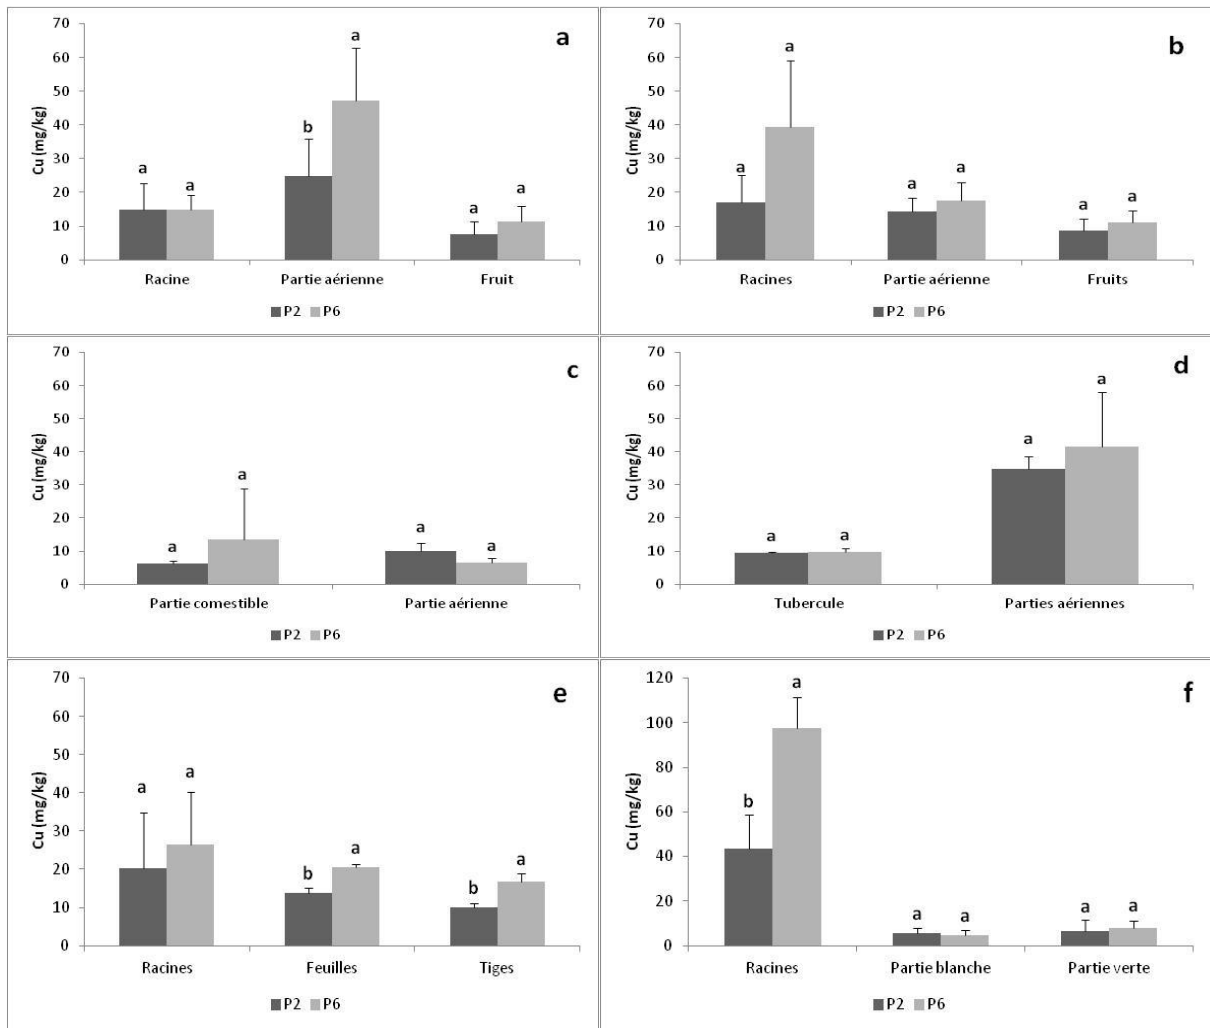 a
70
60
50
40
30
20
10
0
Cu (mg/kg)
a a b a a a
Racine Partie aérienne Fruit
P2 P6
b
70
60
50
40
30
20
10
0
Cu (mg/kg)
a a a a a a
Racines Partie aérienne Fruits
P2 P6
c
70
60
50
40
30
20
10
0
Cu (mg/kg)
a a a a
Partie comestible Partie aérienne
P2 P6
d
70
60
50
40
30
20
10
0
Cu (mg/kg)
a a a a
Tubercule Parties aériennes
P2 P6
e
70
60
50
40
30
20
10
0
Cu (mg/kg)
a a b a b a
Racines Feuilles Tiges
P2 P6
f
120
100
80
60
40
20
0
Cu (mg/kg)
b a a a a a
Racines Partie blanche Partie verte
P2 P6